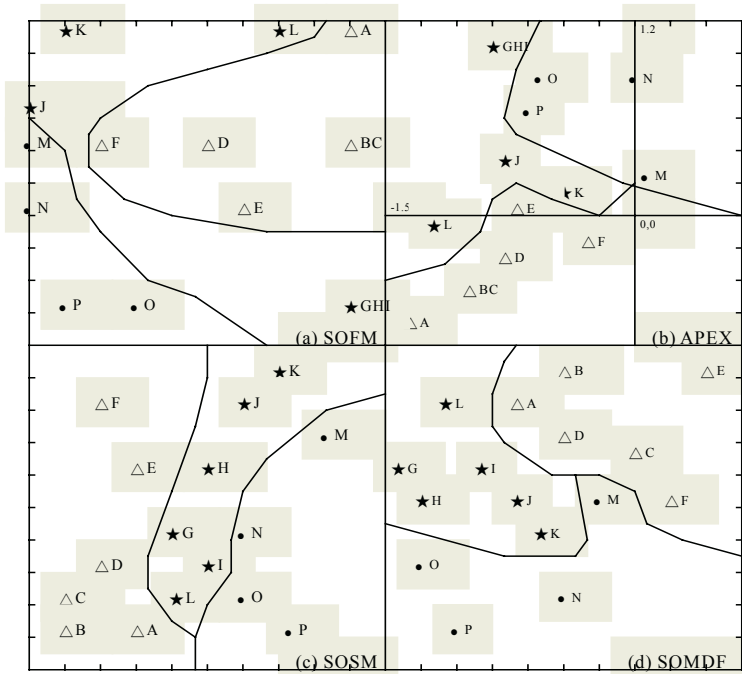 K L A
J
M F D BC
N E
P O GHI
(a) SOFM
1.2
GHI
O N
P
J
M
K
-1.5 E
0,0
L
F
D
BC
A
(b) APEX
K
F J
M
E H
G N
D I
C L O
B A P
(c) SOSM
B E
L A
D
C
G I
H J M F
K
O
N
P
(d) SOMDF